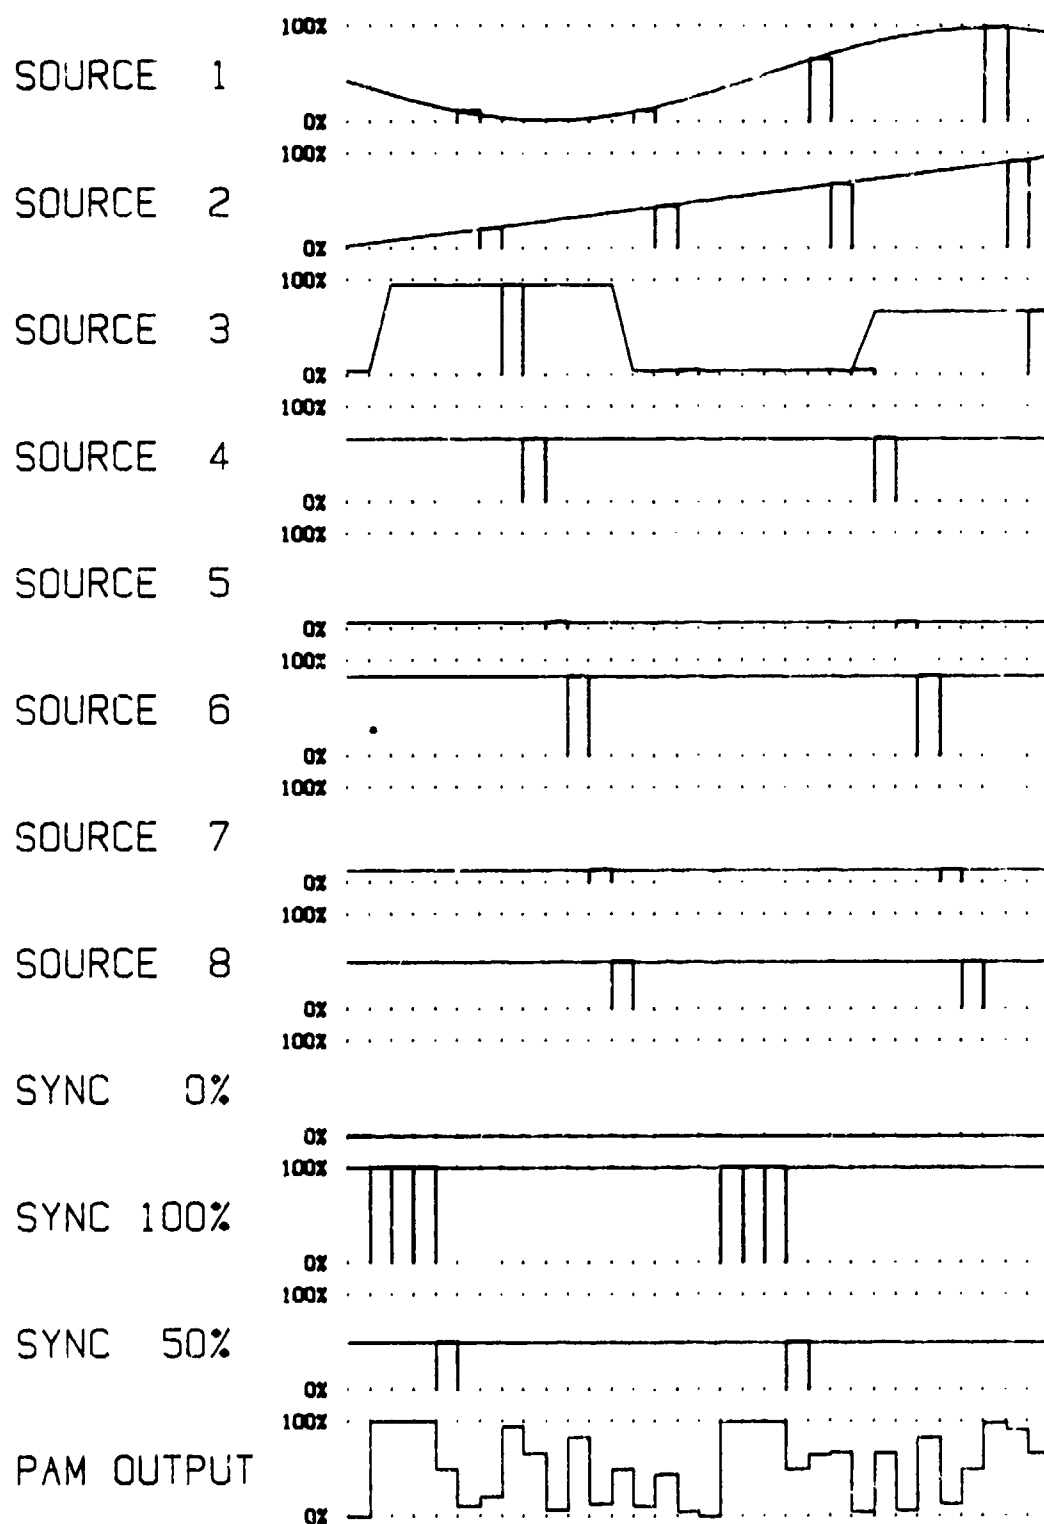 100%
SOURCE 1
0%
100%
SOURCE 2
0%
100%
SOURCE 3
0%
100%
SOURCE 4
0%
100%
SOURCE 5
0%
100%
SOURCE 6
0%
100%
SOURCE 7
0%
100%
SOURCE 8
0%
100%
SYNC 0%
0%
100%
SYNC 100%
0%
100%
SYNC 50%
0%
100%
PAM OUTPUT
0%